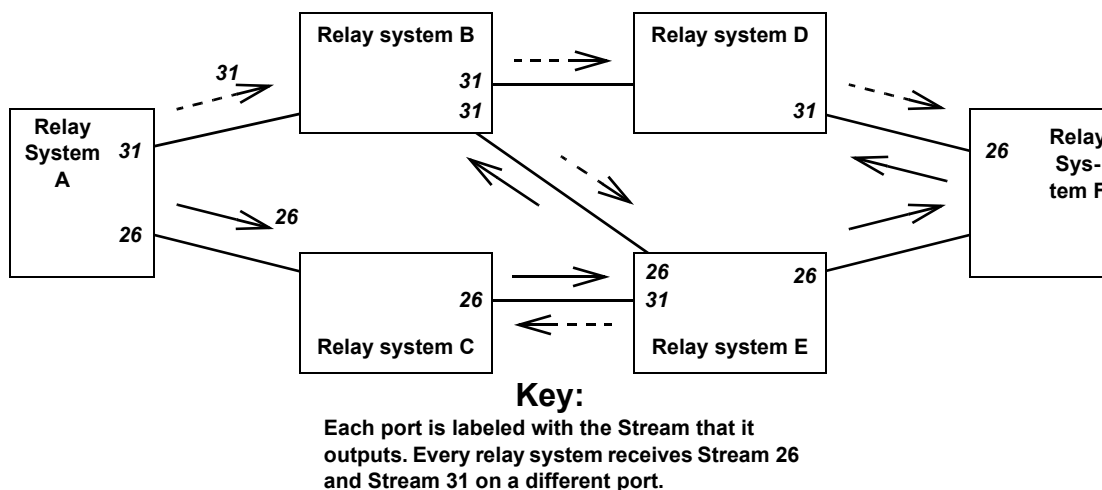 Relay system B
Relay system D
31
31
31
Relay
System
A
31
26
31
26
Relay
Sys-
tem F
26
26
26
31
26
Relay system C
Relay system E
Key:
Each port is labeled with the Stream that it
outputs. Every relay system receives Stream 26
and Stream 31 on a different port.